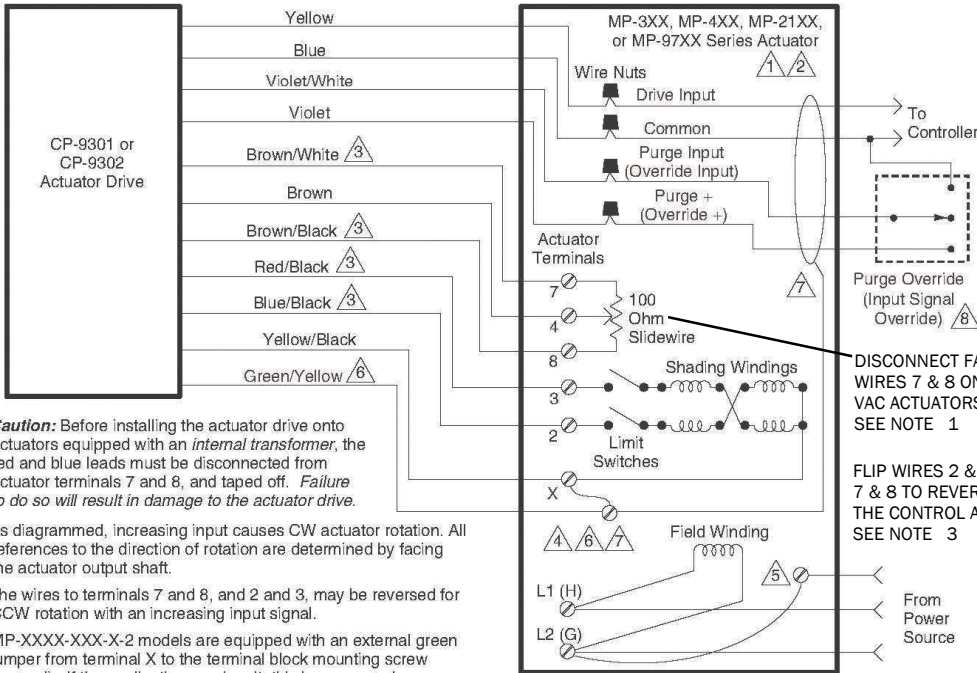 Yellow
Blue
Violet/White
Violet
Brown/White 3
Brown
Brown/Black 3
Red/Black 3
Blue/Black 3
Yellow/Black
Green/Yellow 6
CP-9301 or
CP-9302
Actuator Drive
MP-3XX, MP-4XX, MP-21XX,
or MP-97XX Series Actuator
1 2
Wire Nuts
Drive Input
Common
Purge Input
(Override Input)
Purge +
(Override +)
To
Controller
Actuator
Terminals
7
4
8
3
2
X
100
Ohm
Slidewire
Shading Windings
Limit
Switches
7
Purge Override
(Input Signal
Override) 8
DISCONNECT
WIRES 7 & 8
VAC ACTUATORS
SEE NOTE 1
FLIP WIRES 2 &
7 & 8 TO REVER
THE CONTROL
SEE NOTE 3
4 6 7
Field Winding
5
L1 (H)
L2 (G)
From
Power
Source
Caution: Before installing the actuator drive onto
actuators equipped with an internal transformer, the
red and blue leads must be disconnected from
actuator terminals 7 and 8, and taped off. Failure
to do so will result in damage to the actuator drive.
As diagrammed, increasing input causes CW actuator rotation. All
references to the direction of rotation are determined by facing
the actuator output shaft.
The wires to terminals 7 and 8, and 2 and 3, may be reversed for
CCW rotation with an increasing input signal.
MP-XXXX-XXX-X-2 models are equipped with an external green
jumper from terminal X to the terminal block mounting screw